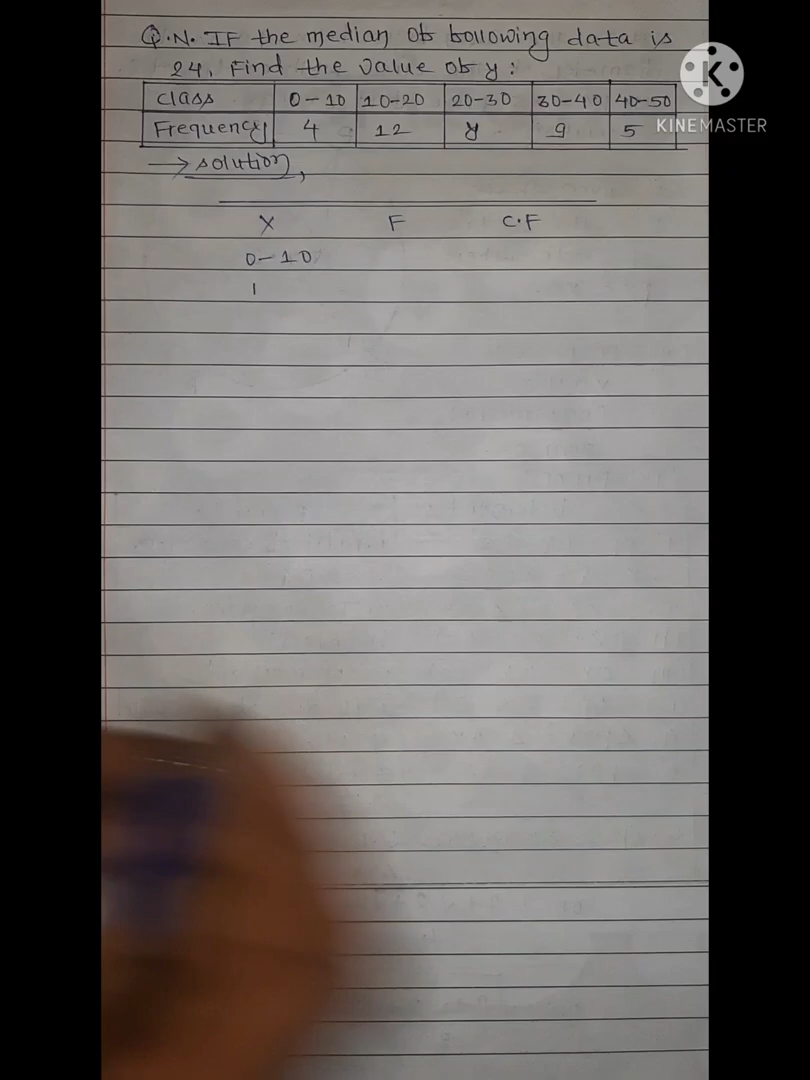 Q.N. IF the median of following data is
24, Find the value of y :
class 0-10 10-20 20-30 30-40 40-50
Frequency 4 12 y 9 5
KINEMASTER
→ solution,
X F C.F
0-10
1